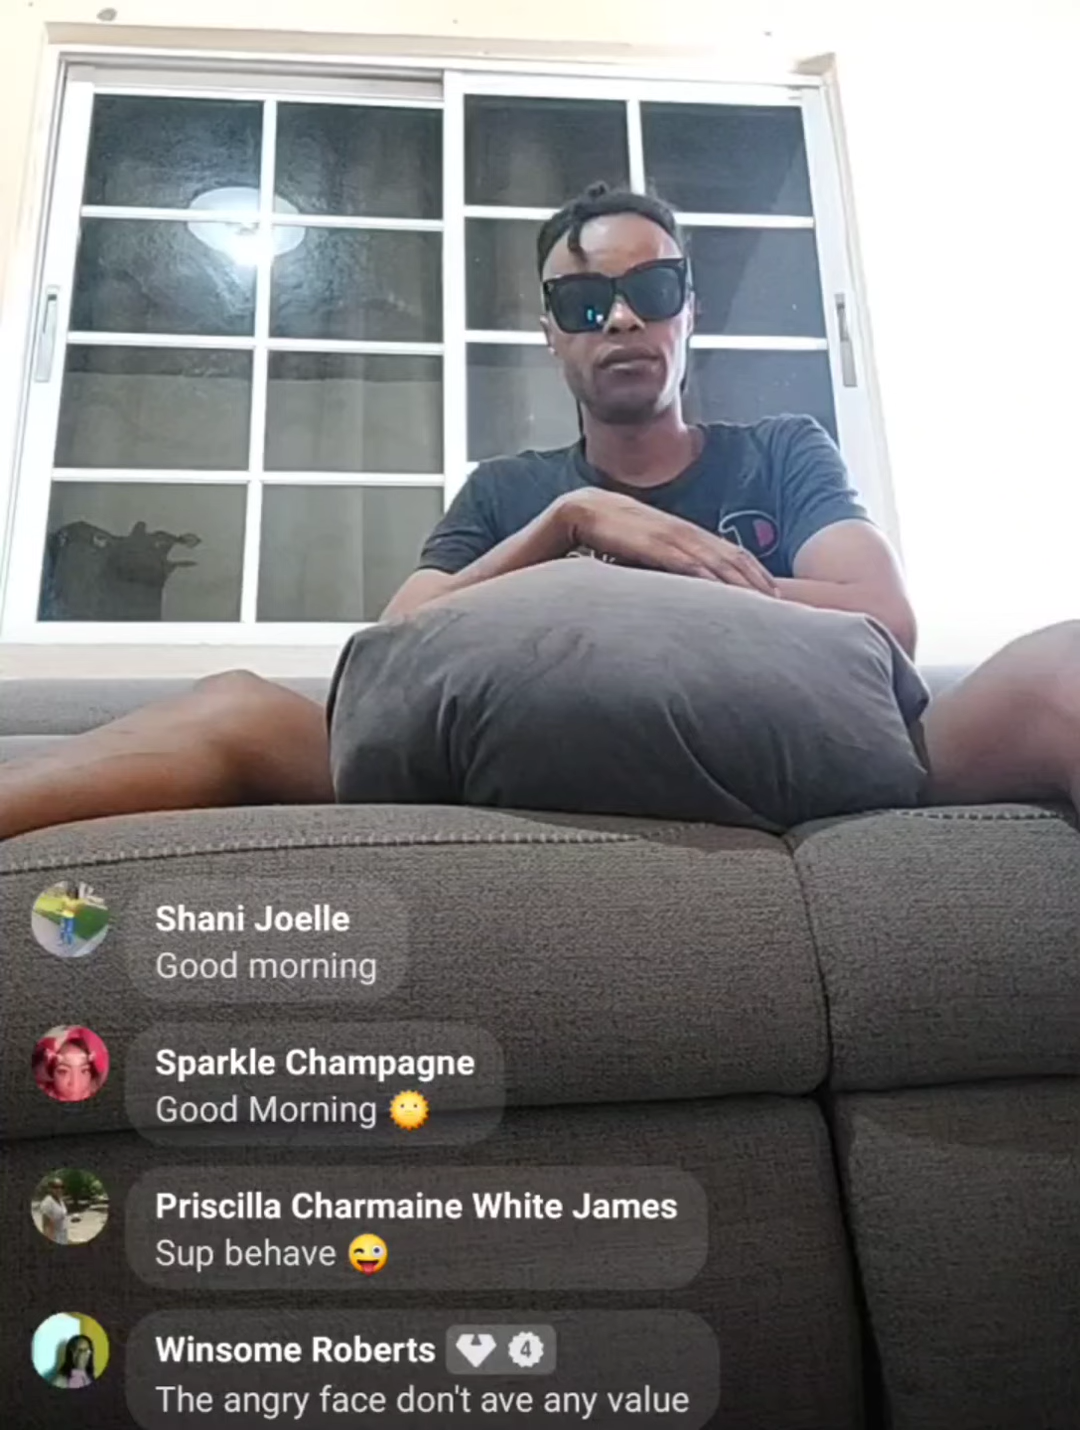 Shani Joelle
Good morning
Sparkle Champagne
Good Morning 🌞
Priscilla Charmaine White James
Sup behave 😜
Winsome Roberts 4
The angry face don't ave any value